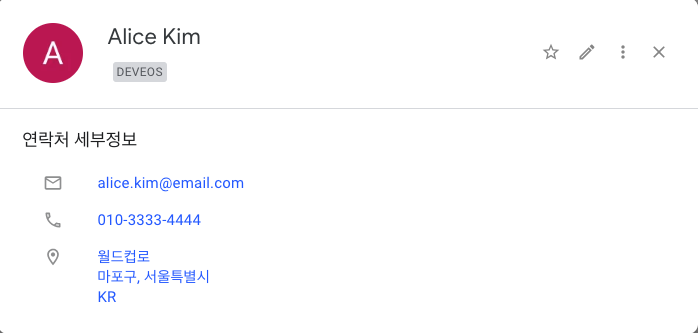 A
Alice Kim
DEVEOS
연락처 세부정보
alice.kim@email.com
010-3333-4444
월드컵로
마포구, 서울특별시
KR